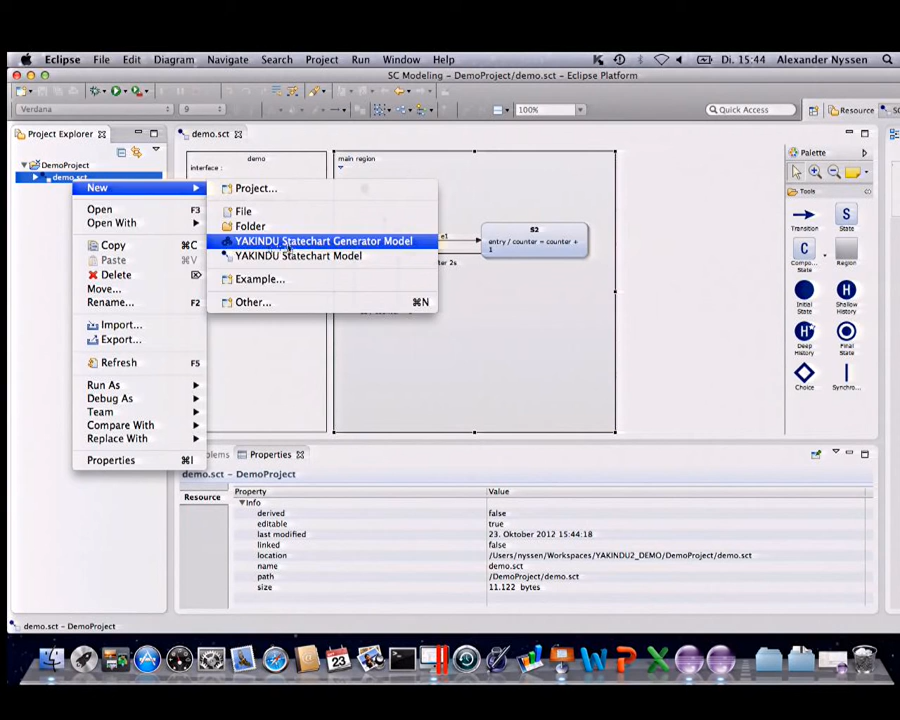 Eclipse File Edit Diagram Navigate Search Project Run Window Help Di. 15:44 Alexander Nyssen
SC Modeling - DemoProject/demo.sct - Eclipse Platform
Verdana 9 100% Quick Access Resource
Project Explorer
demo.sct
DemoProject
demo.sct
demo
interface :
main region
e1
S2
entry / counter = counter +
1
New
Open F3
Open With
Copy ⌘C
Paste ⌘V
Delete
Move...
Rename... F2
Import...
Export...
Refresh F5
Run As
Debug As
Team
Compare With
Replace With
Properties ⌘I
Project...
File
Folder
YAKINDU Statechart Generator Model
YAKINDU Statechart Model
Example...
Other... ⌘N
Palette
Tools
Transition
State
Compo...
State
Region
Initial
State
Shallow
History
Deep
History
Final
State
Choice
Synchro...
Properties
demo.sct - DemoProject
Resource
Property Value
Info
derived false
editable true
last modified 23. Oktober 2012 15:44:18
linked false
location /Users/nyssen/Workspaces/YAKINDU2_DEMO/DemoProject/demo.sct
name demo.sct
path /DemoProject/demo.sct
size 11.122 bytes
demo.sct - DemoProject
23